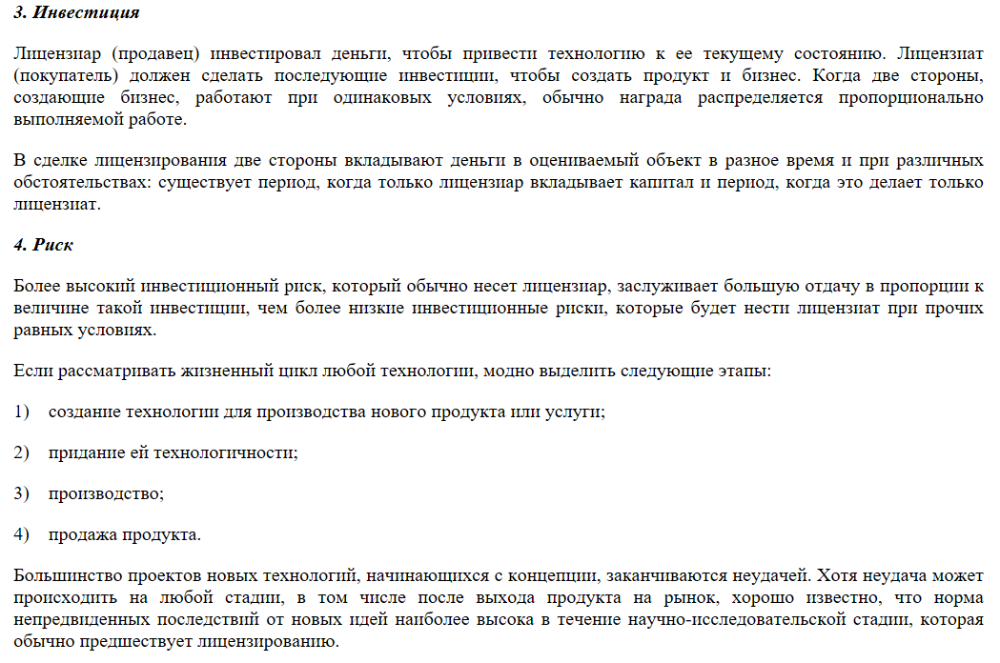 3. Инвестиция
Лицензиар (продавец) инвестировал деньги, чтобы привести технологию к ее текущему состоянию. Лицензиат
(покупатель) должен сделать последующие инвестиции, чтобы создать продукт и бизнес. Когда две стороны,
создающие бизнес, работают при одинаковых условиях, обычно награда распределяется пропорционально
выполняемой работе.
В сделке лицензирования две стороны вкладывают деньги в оцениваемый объект в разное время и при различных
обстоятельствах: существует период, когда только лицензиар вкладывает капитал и период, когда это делает только
лицензиат.
4. Риск
Более высокий инвестиционный риск, который обычно несет лицензиар, заслуживает большую отдачу в пропорции к
величине такой инвестиции, чем более низкие инвестиционные риски, которые будет нести лицензиат при прочих
равных условиях.
Если рассматривать жизненный цикл любой технологии, модно выделить следующие этапы:
1) создание технологии для производства нового продукта или услуги;
2) придание ей технологичности;
3) производство;
4) продажа продукта.
Большинство проектов новых технологий, начинающихся с концепции, заканчиваются неудачей. Хотя неудача может
происходить на любой стадии, в том числе после выхода продукта на рынок, хорошо известно, что норма
непредвиденных последствий от новых идей наиболее высока в течение научно-исследовательской стадии, которая
обычно предшествует лицензированию.